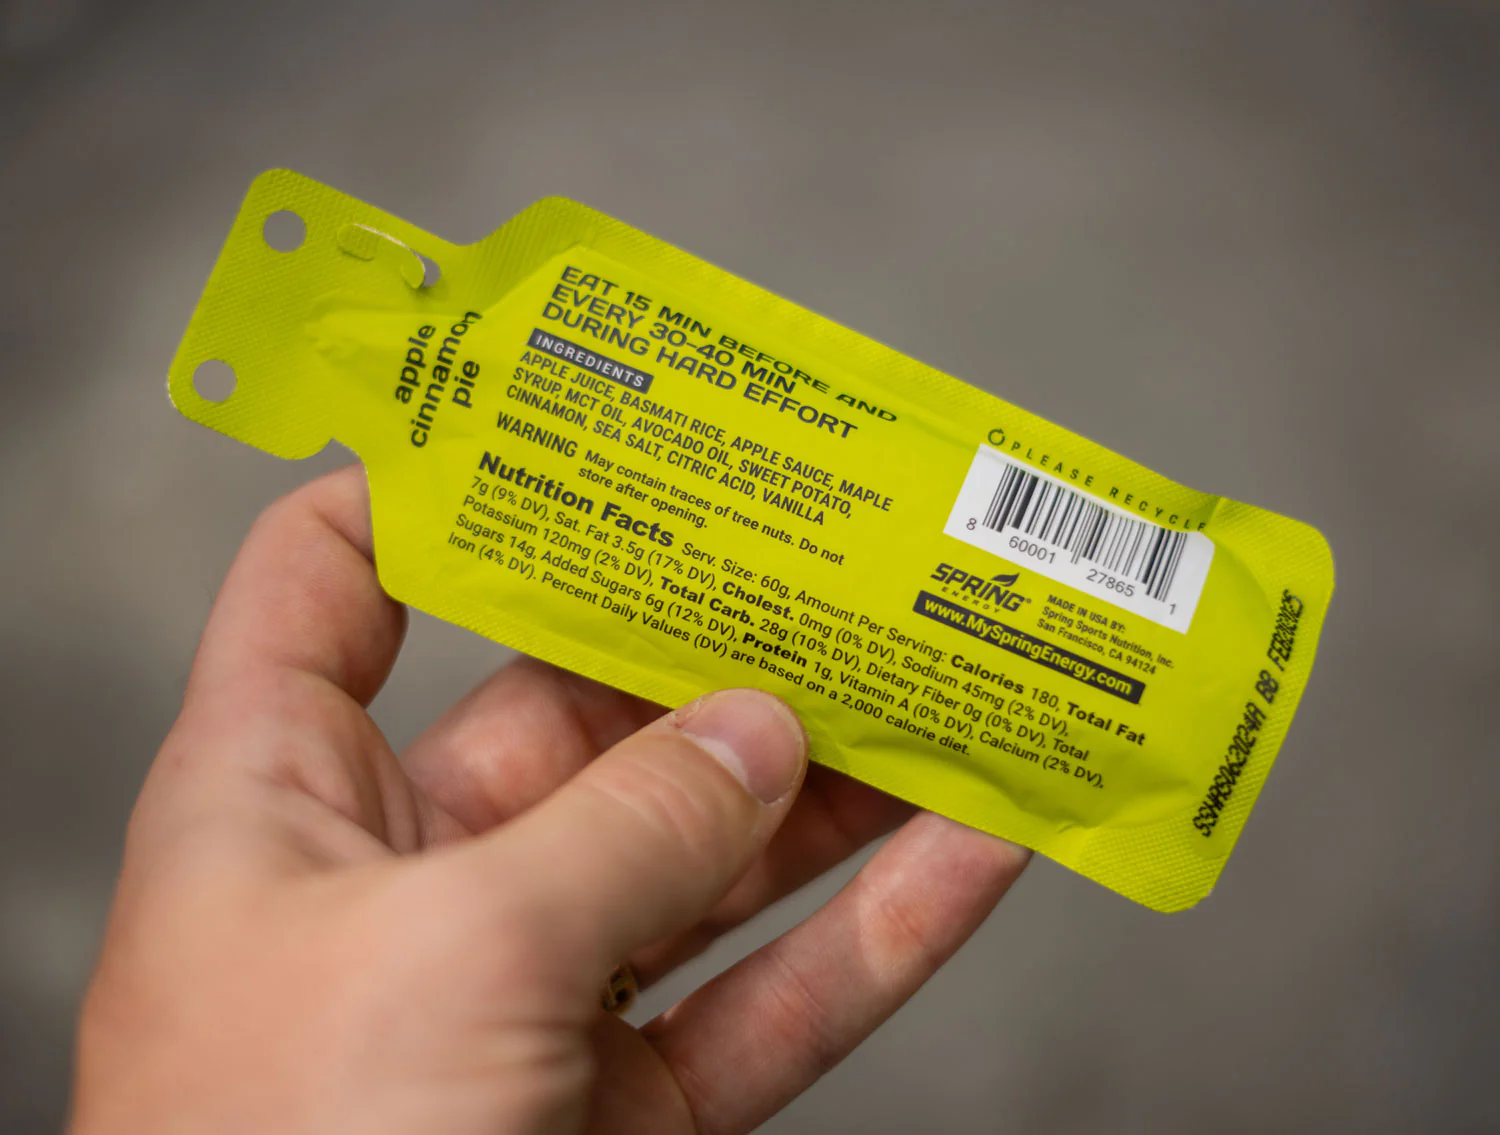 apple
cinnamon
pie
EAT 15 MIN BEFORE AND
EVERY 30-40 MIN
DURING HARD EFFORT
INGREDIENTS
APPLE JUICE, BASMATI RICE, APPLE SAUCE, MAPLE
SYRUP, MCT OIL, AVOCADO OIL, SWEET POTATO,
CINNAMON, SEA SALT, CITRIC ACID, VANILLA
WARNING May contain traces of tree nuts. Do not
store after opening.
Nutrition Facts Serv. Size: 60g, Amount Per Serving: Calories 180, Total Fat
7g (9% DV), Sat. Fat 3.5g (17% DV), Cholest. 0mg (0% DV), Sodium 45mg (2% DV),
Potassium 120mg (2% DV), Total Carb. 28g (10% DV), Dietary Fiber 0g (0% DV), Total
Sugars 14g, Added Sugars 6g (12% DV), Protein 1g, Vitamin A (0% DV), Calcium (2% DV),
Iron (4% DV). Percent Daily Values (DV) are based on a 2,000 calorie diet.
PLEASE RECYCLE
8 60001 27865 1
SPRING®
ENERGY
MADE IN USA BY:
Spring Sports Nutrition, Inc.
San Francisco, CA 94124
www.MySpringEnergy.com
BB FEB2025